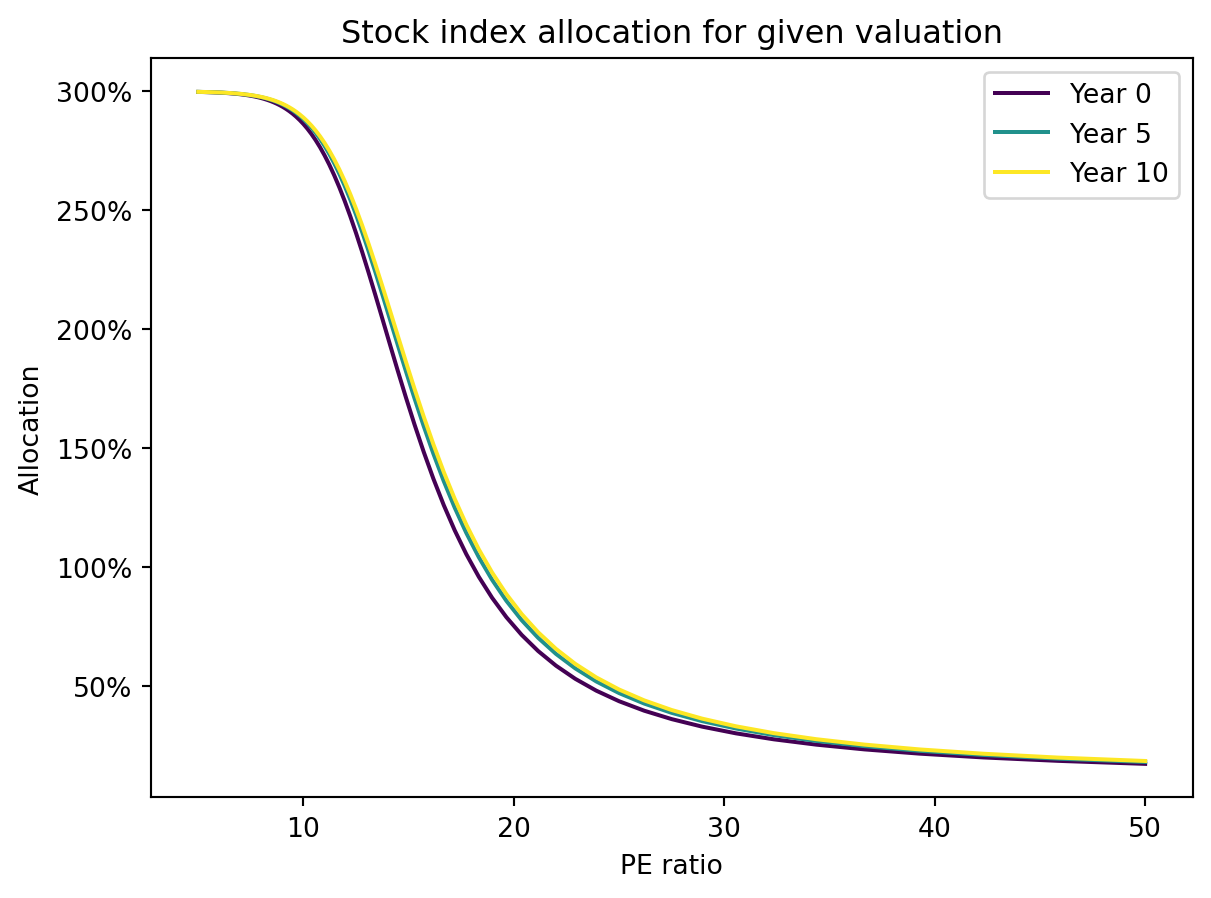 Stock index allocation for given valuation
300%
250%
200%
150%
100%
50%
Allocation
Year 0
Year 5
Year 10
10 20 30 40 50
PE ratio